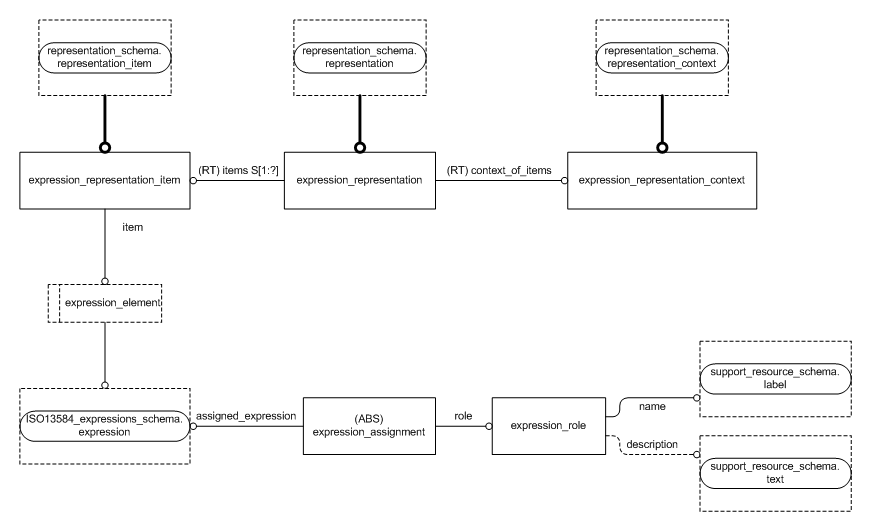 representation_schema.
representation_item
representation_schema.
representation
representation_schema.
representation_context
expression_representation_item
(RT) items S[1:?]
expression_representation
(RT) context_of_items
expression_representation_context
item
expression_element
ISO13584_expressions_schema.
expression
assigned_expression
(ABS)
expression_assignment
role
expression_role
name
description
support_resource_schema.
label
support_resource_schema.
text